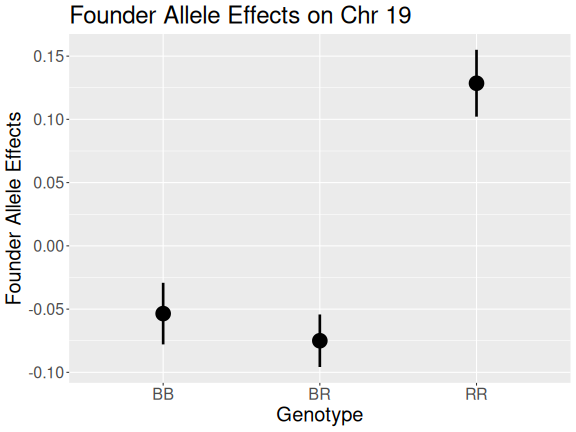 Founder Allele Effects on Chr 19
Founder Allele Effects
0.15
0.10
0.05
0.00
-0.05
-0.10
BB BR RR
Genotype